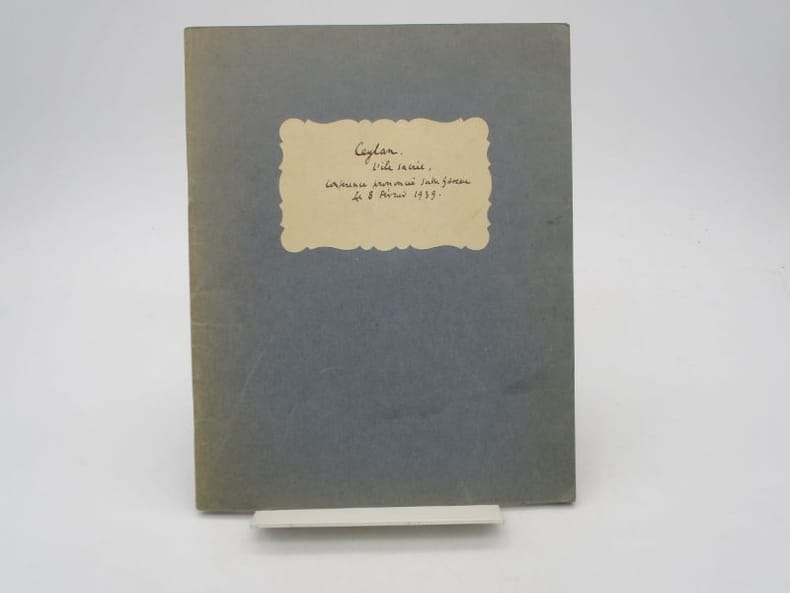 Ceylan.
L'île sacrée.
Conférence prononcée Salle Gaveau
le 8 Février 1939.